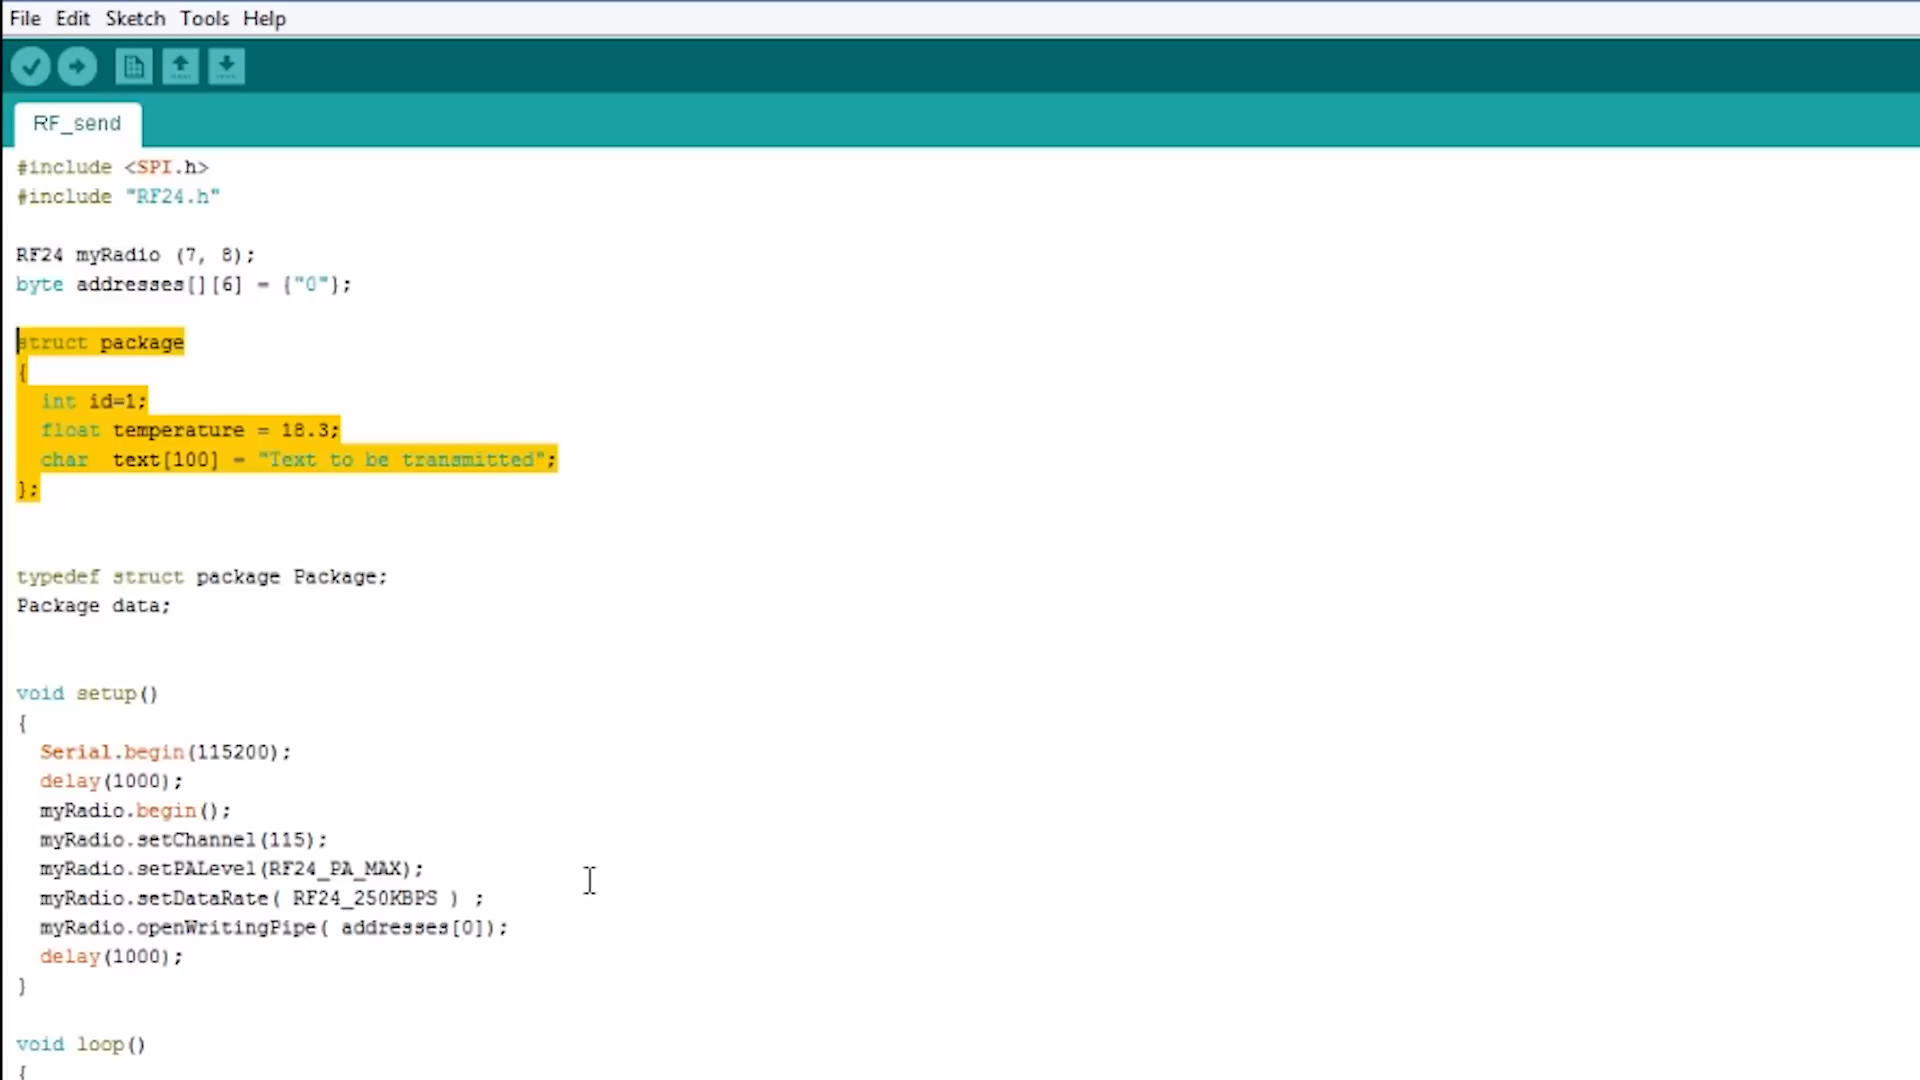 File Edit Sketch Tools Help
RF_send
#include <SPI.h>
#include "RF24.h"
RF24 myRadio (7, 8);
byte addresses[][6] = {"0"};
struct package
{
int id=1;
float temperature = 18.3;
char  text[100] = "Text to be transmitted";
};
typedef struct package Package;
Package data;
void setup()
{
Serial.begin(115200);
delay(1000);
myRadio.begin();
myRadio.setChannel(115);
myRadio.setPALevel(RF24_PA_MAX);
myRadio.setDataRate( RF24_250KBPS ) ;
myRadio.openWritingPipe( addresses[0]);
delay(1000);
}
void loop()
{